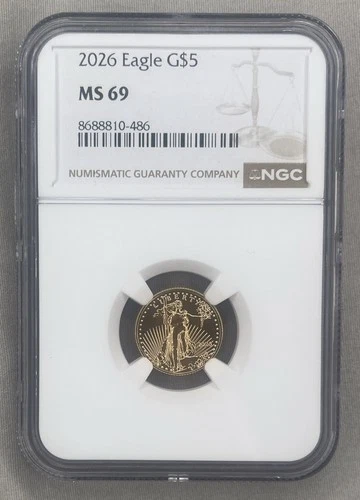 2026 Eagle G$5
MS 69
8688810-486
NUMISMATIC GUARANTY COMPANY
NGC
LIBERTY